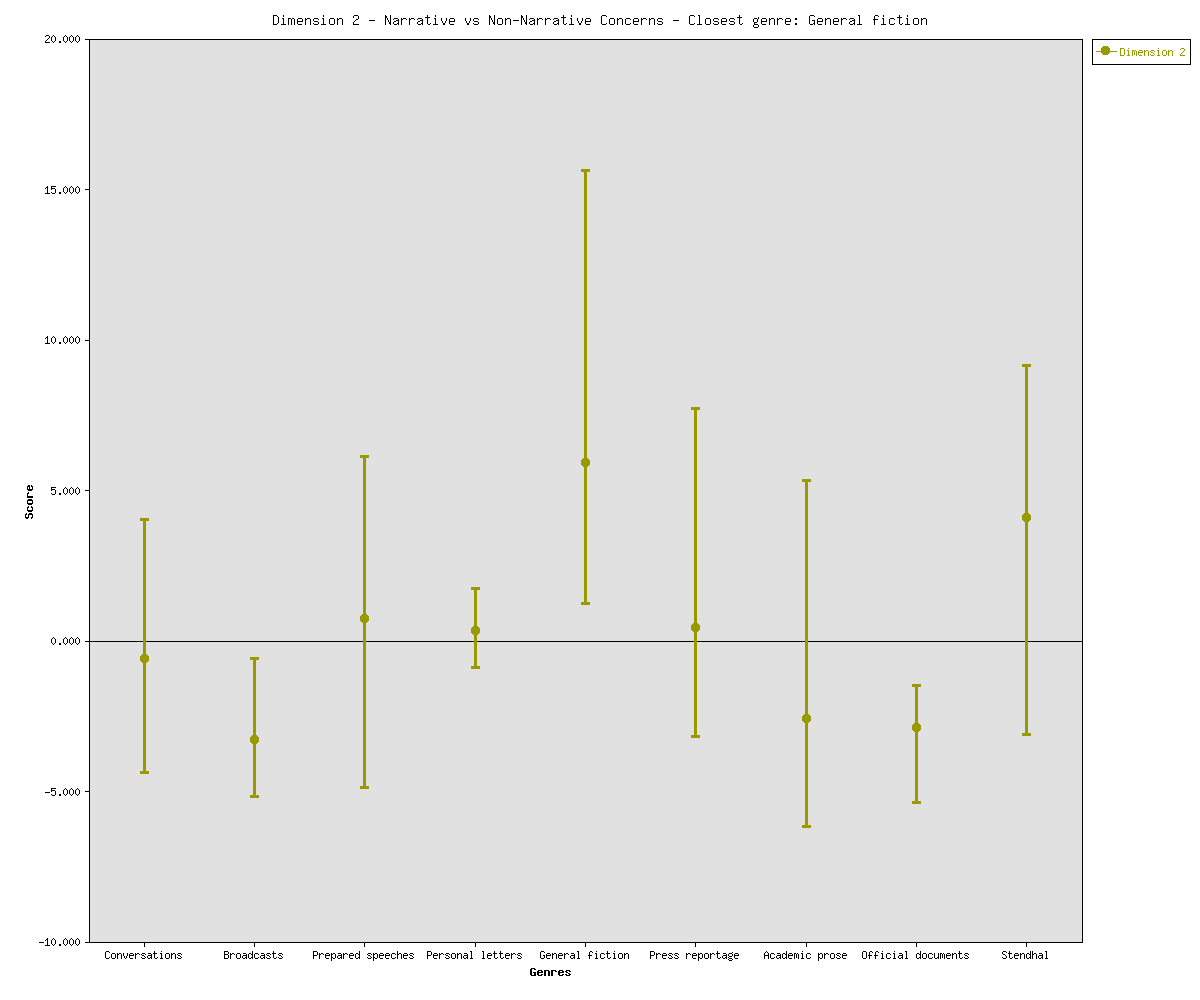 Dimension 2 - Narrative vs Non-Narrative Concerns - Closest genre: General fiction
20.000
15.000
10.000
5.000
0.000
-5.000
-10.000
Score
Conversations Broadcasts Prepared speeches Personal letters General fiction Press reportage Academic prose Official documents Stendhal
Genres
Dimension 2